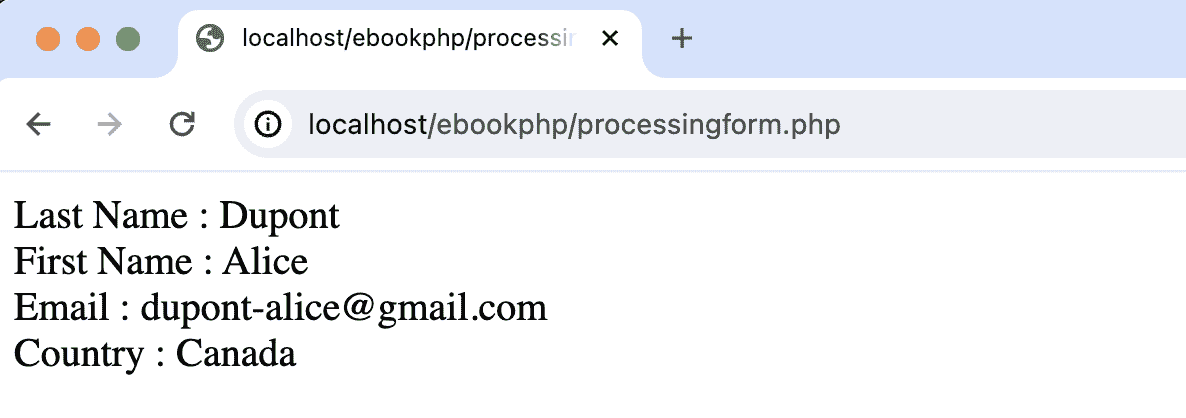 localhost/ebookphp/processin
localhost/ebookphp/processingform.php
Last Name : Dupont
First Name : Alice
Email : dupont-alice@gmail.com
Country : Canada